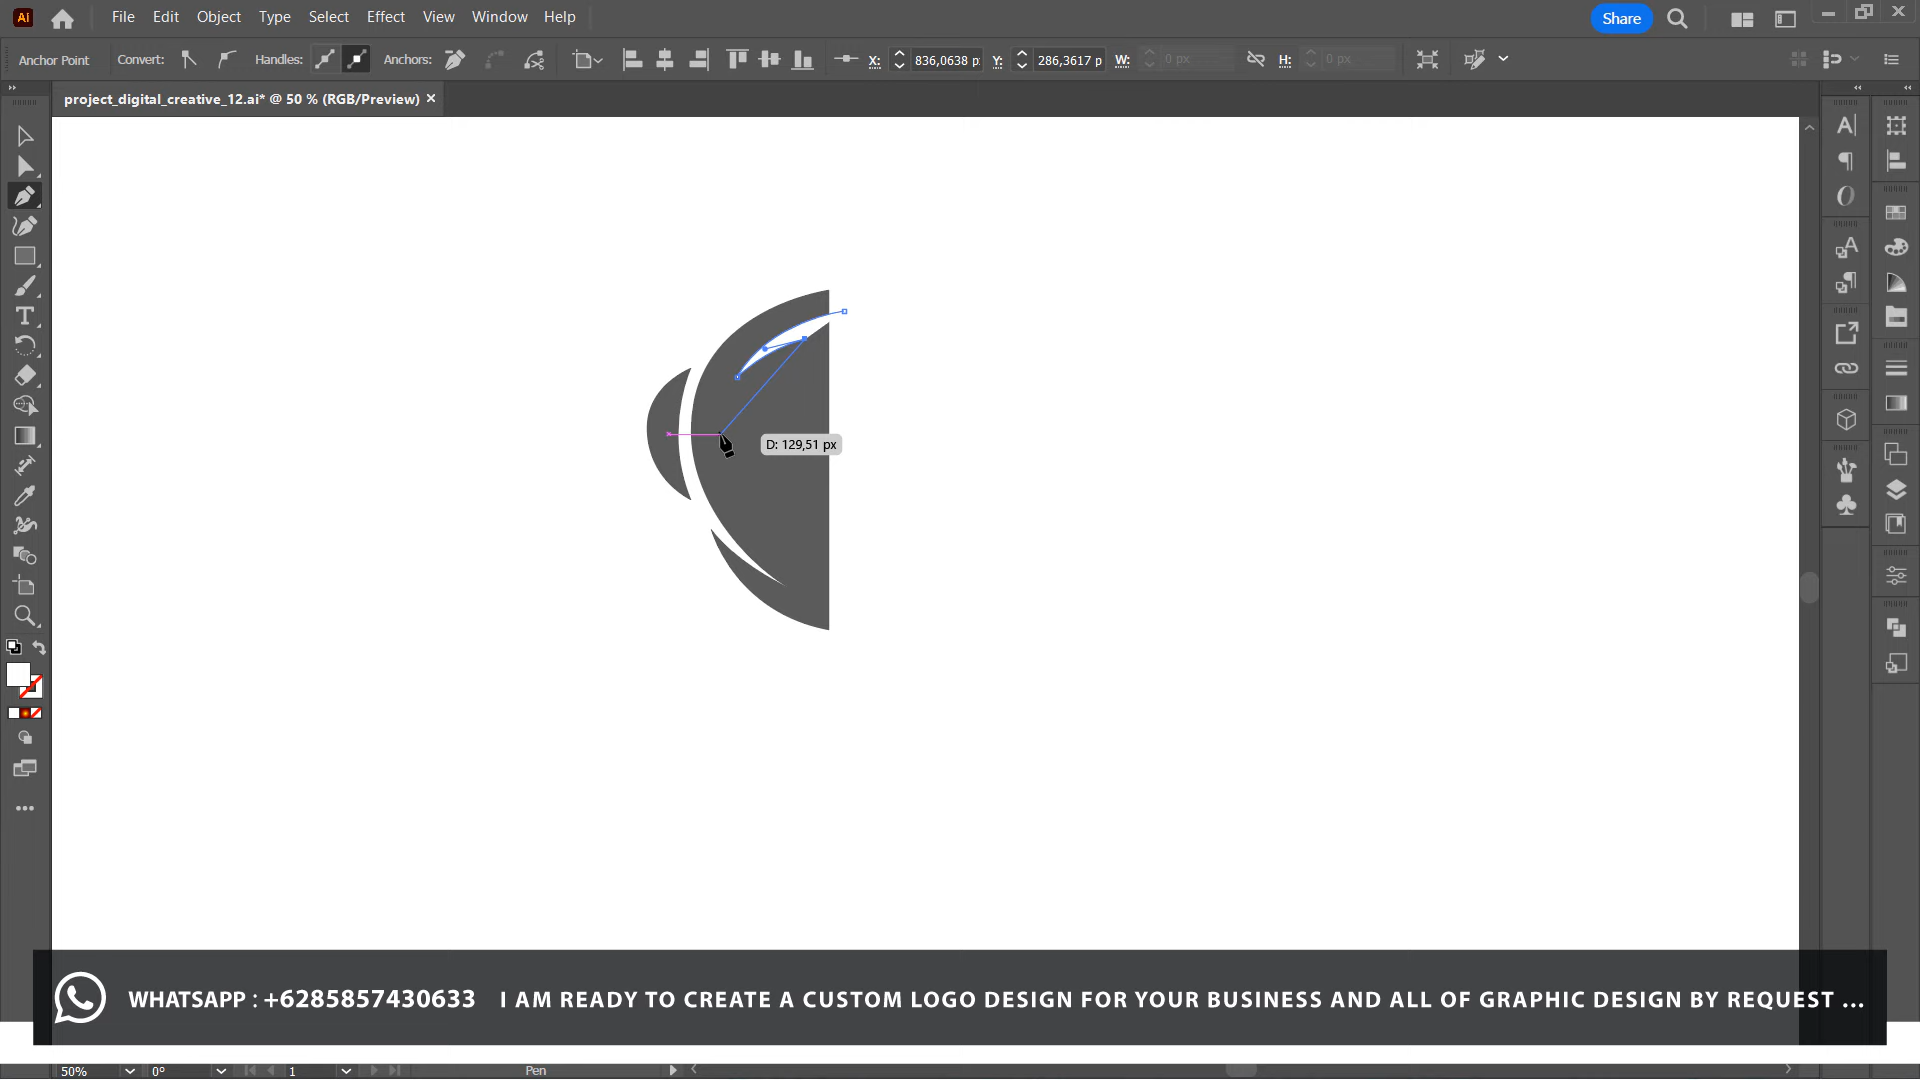 Ai File Edit Object Type Select Effect View Window Help Share
Anchor Point Convert: Handles: Anchors: X: 836,0638 p Y: 286,3617 p W: 0 px H: 0 px
project_digital_creative_12.ai* @ 50 % (RGB/Preview)
D: 129,51 px
WHATSAPP : +6285857430633 I AM READY TO CREATE A CUSTOM LOGO DESIGN FOR YOUR BUSINESS AND ALL OF GRAPHIC DESIGN BY REQUEST ...
50% 0° 1 Pen